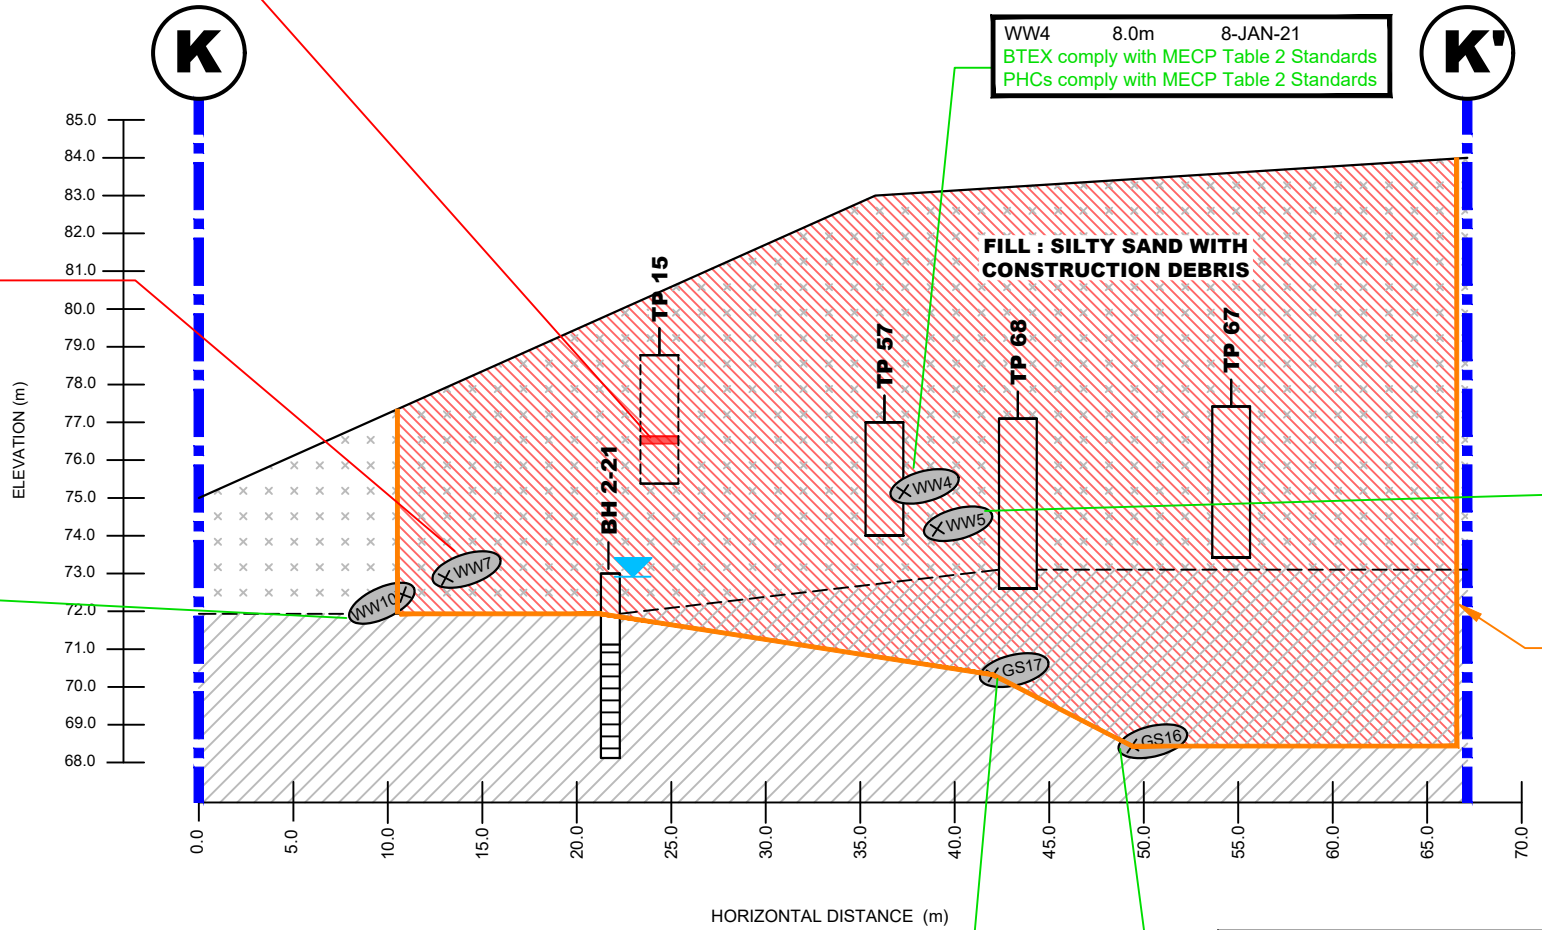 K
K'
WW4 8.0m 8-JAN-21
BTEX comply with MECP Table 2 Standards
PHCs comply with MECP Table 2 Standards
85.0
84.0
83.0
82.0
81.0
80.0
79.0
78.0
77.0
76.0
75.0
74.0
73.0
72.0
71.0
70.0
69.0
68.0
ELEVATION (m)
FILL : SILTY SAND WITH
CONSTRUCTION DEBRIS
TP 15
TP 57
TP 68
TP 67
BH 2-21
WW4
WW5
WW7
WW10
GS17
GS16
0.0
5.0
10.0
15.0
20.0
25.0
30.0
35.0
40.0
45.0
50.0
55.0
60.0
65.0
70.0
HORIZONTAL DISTANCE (m)